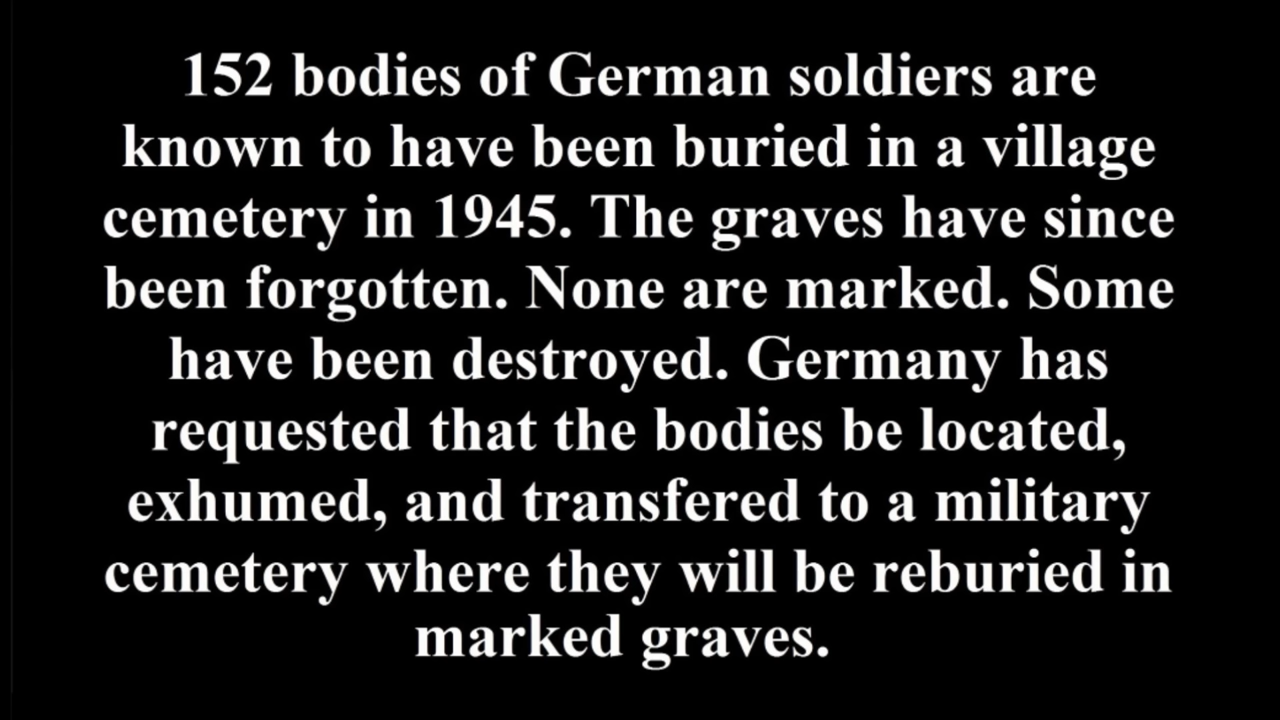 152 bodies of German soldiers are
known to have been buried in a village
cemetery in 1945. The graves have since
been forgotten. None are marked. Some
have been destroyed. Germany has
requested that the bodies be located,
exhumed, and transfered to a military
cemetery where they will be reburied in
marked graves.